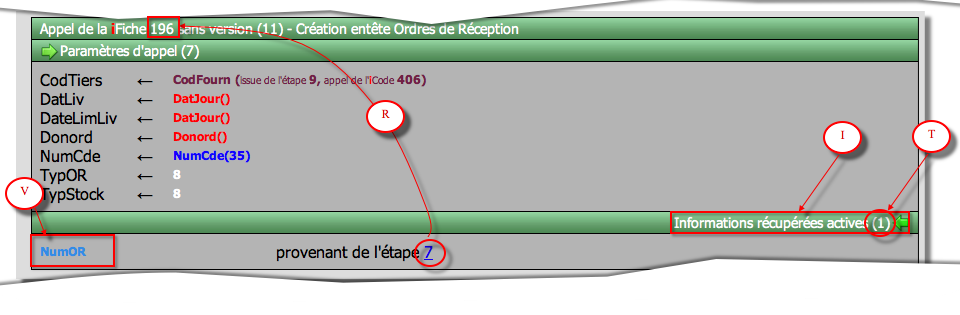 Appel de la iFiche 196 sans version (11) - Création entête Ordres de Réception
Paramètres d'appel (7)
CodTiers ← CodFourn (issue de l'étape 9, appel de l'iCode 406)
DatLiv ← DatJour()
DateLimLiv ← DatJour()
R
I
T
Donord ← Donord()
NumCde ← NumCde(35)
TypOR ← 8
V
TypStock ← 8
Informations récupérées actives (1)
NumOR provenant de l'étape 7